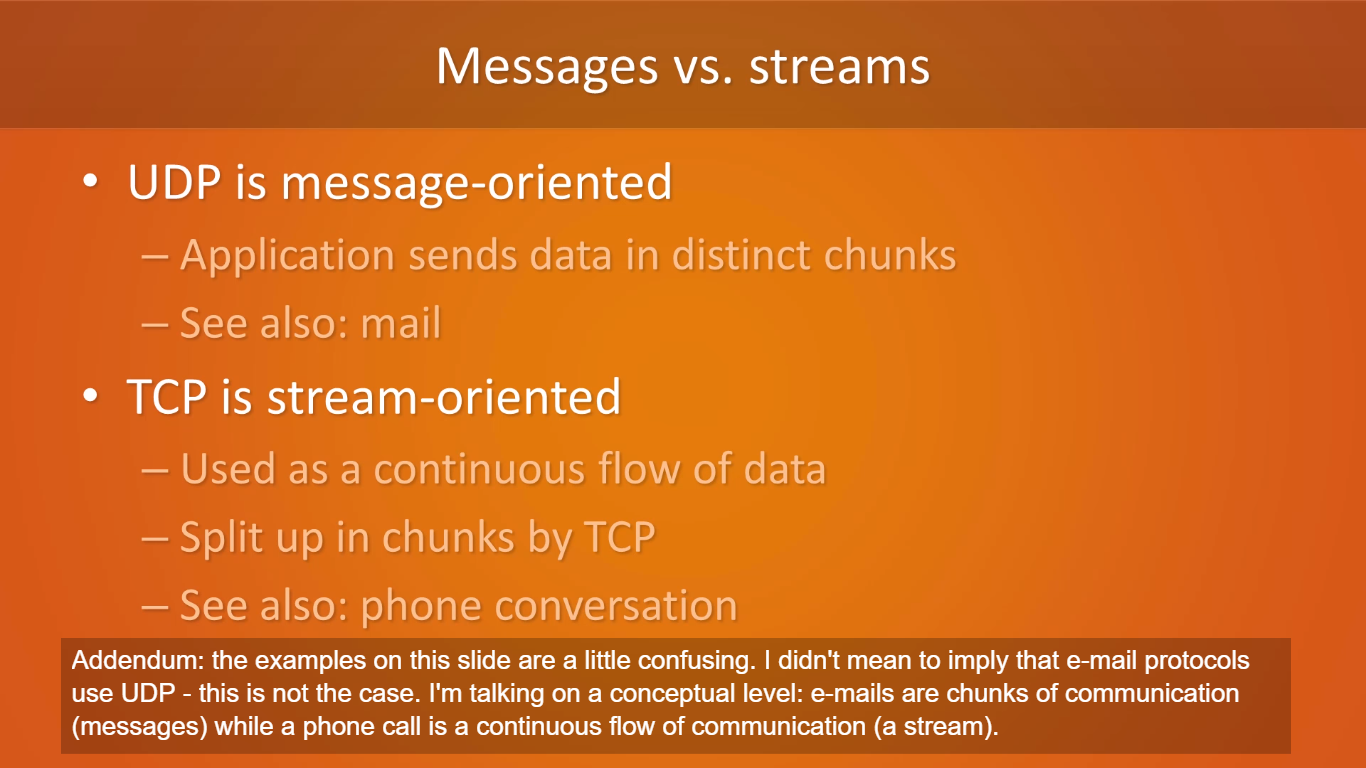 Messages vs. streams
• UDP is message-oriented
– Application sends data in distinct chunks
– See also: mail
• TCP is stream-oriented
– Used as a continuous flow of data
– Split up in chunks by TCP
– See also: phone conversation
Addendum: the examples on this slide are a little confusing. I didn't mean to imply that e-mail protocols
use UDP - this is not the case. I'm talking on a conceptual level: e-mails are chunks of communication
(messages) while a phone call is a continuous flow of communication (a stream).